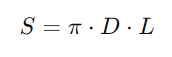 S = π · D · L